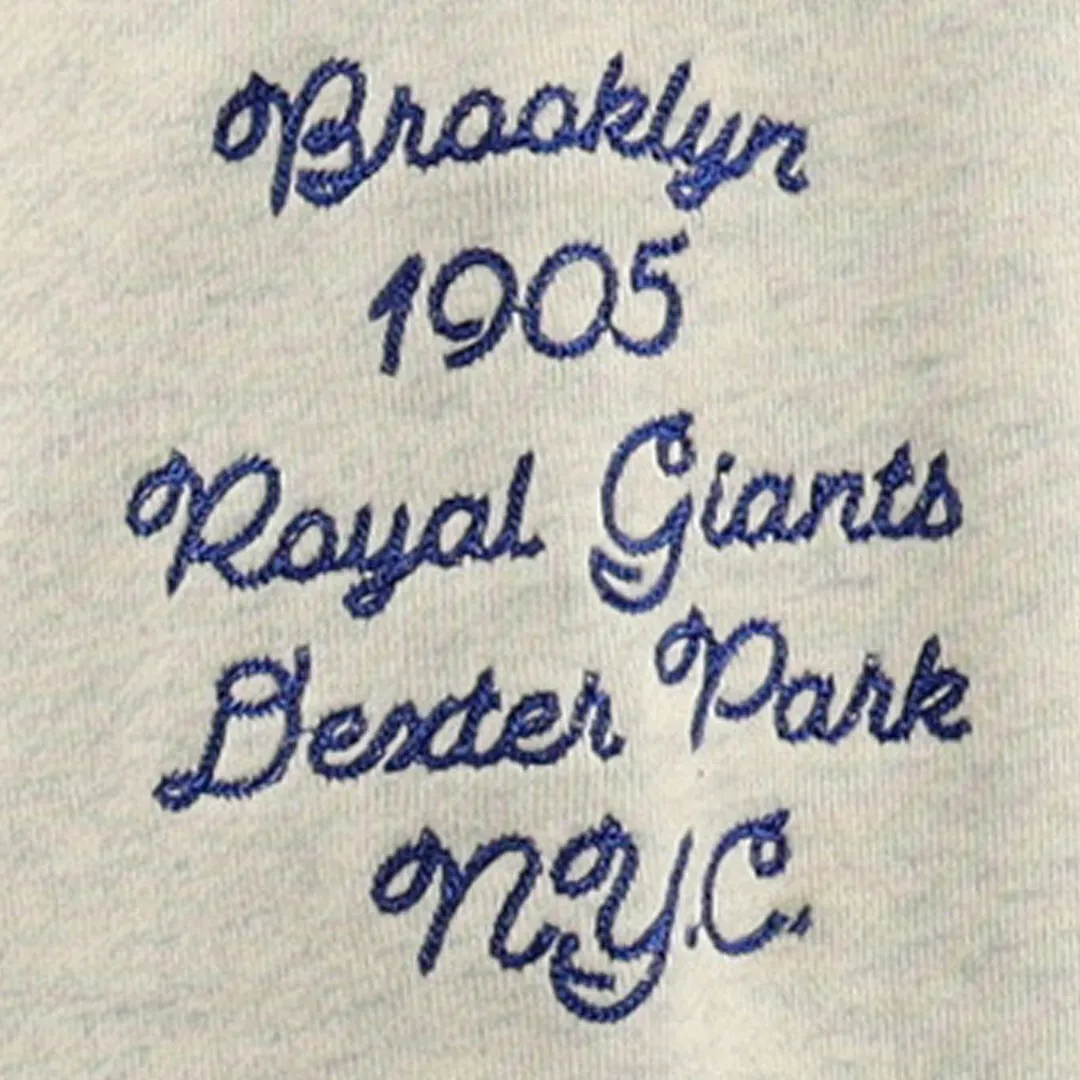 Brooklyn
1905
Royal Giants
Dexter Park
N.Y.C.